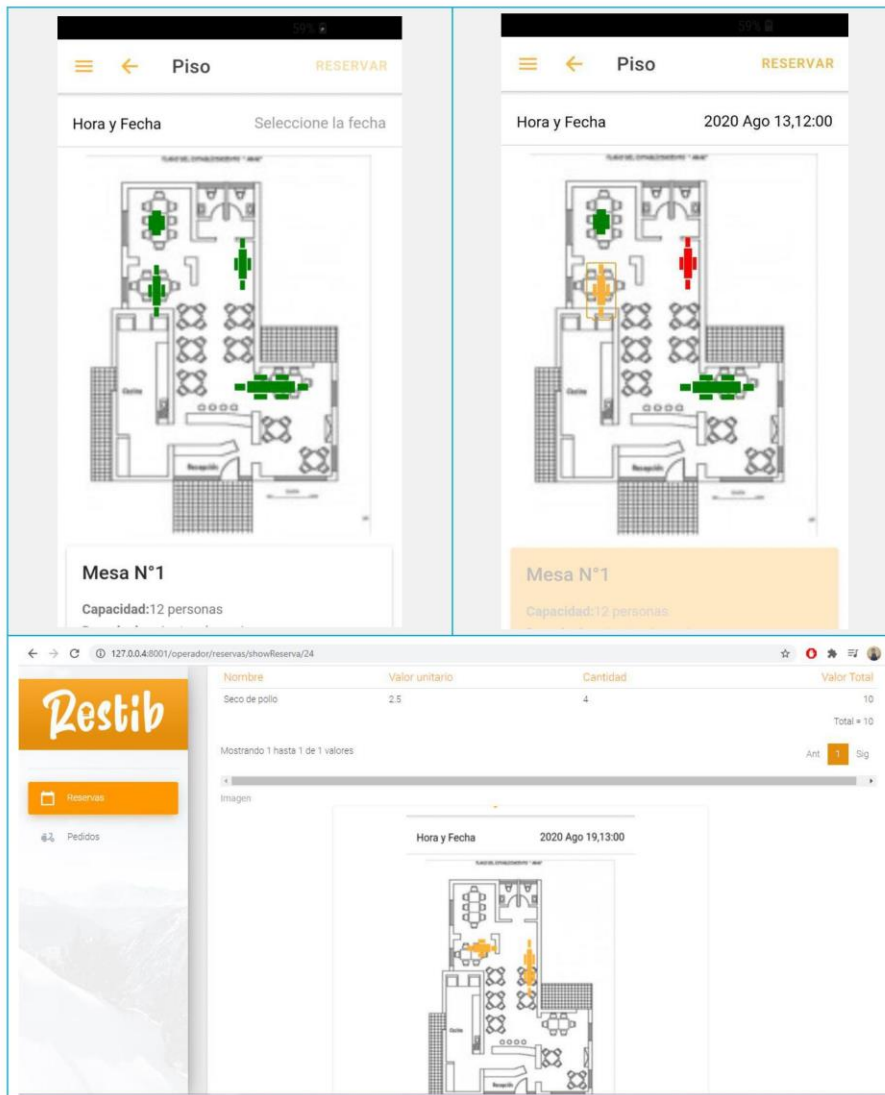 59%
Piso
RESERVAR
Hora y Fecha
Seleccione la fecha
Cocina
Recepción
Mesa N°1
Capacidad:12 personas
59%
Piso
RESERVAR
Hora y Fecha
2020 Ago 13,12:00
Cocina
Recepción
Mesa N°1
Capacidad:12 personas
127.0.0.4:8001/operador/reservas/showReserva/24
Restib
Reservas
Pedidos
Nombre Valor unitario Cantidad Valor Total
Seco de pollo 2.5 4 10
Total = 10
Mostrando 1 hasta 1 de 1 valores
Ant 1 Sig
Imagen
Hora y Fecha
2020 Ago 19,13:00
Cocina
Recepción